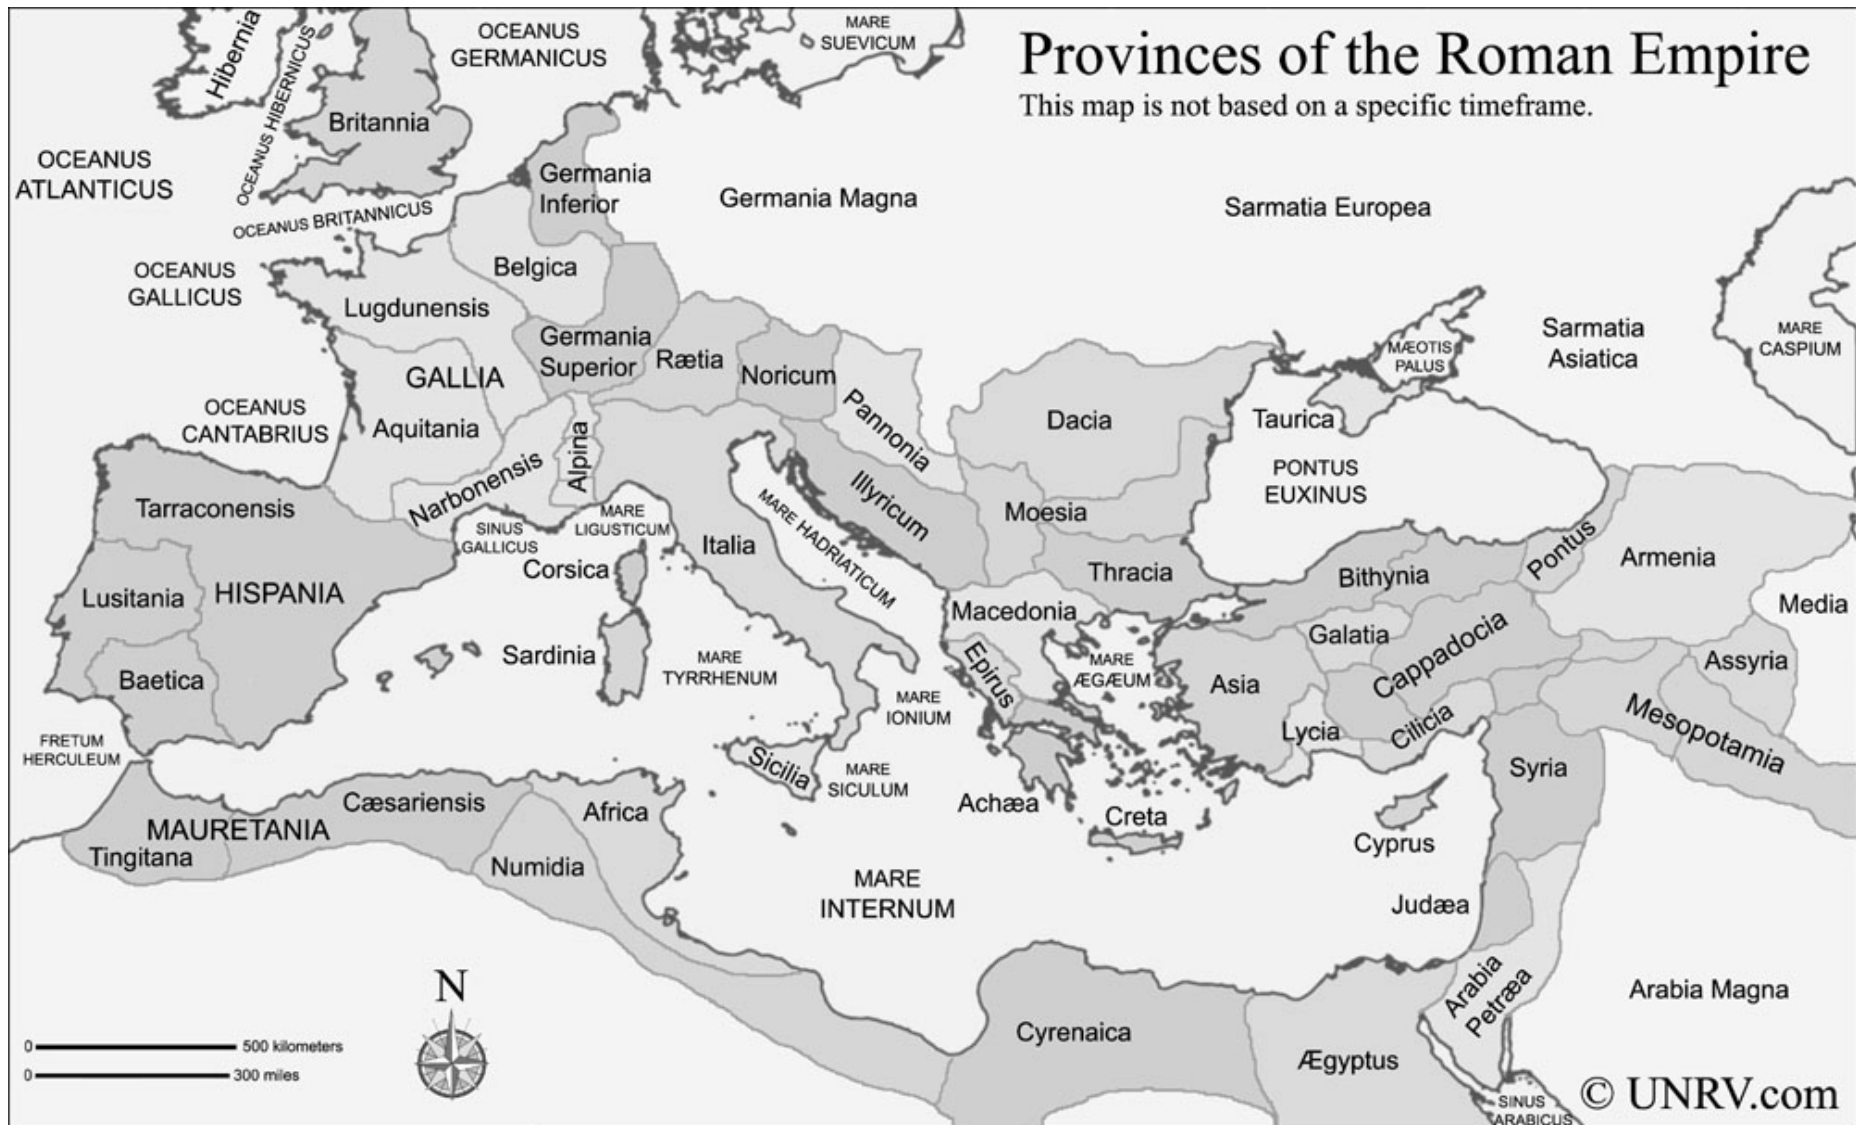 Provinces of the Roman Empire
This map is not based on a specific timeframe.
Hibernia
OCEANUS HIBERNICUS
Britannia
OCEANUS
GERMANICUS
MARE
SUEVICUM
OCEANUS
ATLANTICUS
OCEANUS BRITANNICUS
Germania
Inferior
Germania Magna
Sarmatia Europea
OCEANUS
GALLICUS
Belgica
Lugdunensis
Germania
Superior
Rætia
Noricum
Pannonia
GALLIA
Aquitania
OCEANUS
CANTABRIUS
Narbonensis
Alpina
Dacia
Taurica
MÆOTIS
PALUS
Sarmatia
Asiatica
MARE
CASPIUM
PONTUS
EUXINUS
Tarraconensis
SINUS
GALLICUS
MARE
LIGUSTICUM
Italia
MARE HADRIATICUM
Illyricum
Moesia
Thracia
Corsica
Lusitania
HISPANIA
Baetica
Sardinia
MARE
TYRRHENUM
Macedonia
Epirus
MARE
ÆGÆUM
MARE
IONIUM
Bithynia
Pontus
Armenia
Media
Galatia
Cappadocia
Asia
Lycia
Cilicia
Assyria
Mesopotamia
Syria
FRETUM
HERCULEUM
Sicilia
MARE
SICULUM
Achæa
Creta
Cyprus
Judæa
Cæsariensis
MAURETANIA
Tingitana
Africa
Numidia
MARE
INTERNUM
Cyrenaica
Ægyptus
Arabia
Petræa
Arabia Magna
SINUS
ARABICUS
N
0 500 kilometers
0 300 miles
© UNRV.com